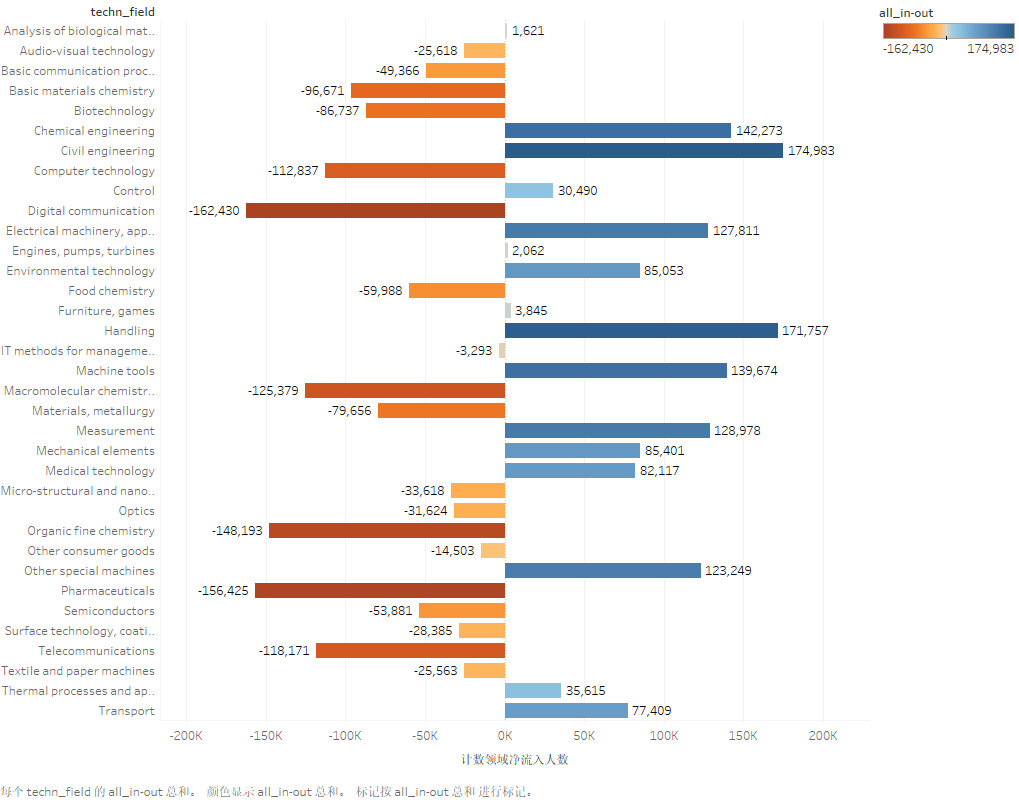 techn_field
all_in-out
-162,430 174,983
Analysis of biological mat.. 1,621
Audio-visual technology -25,618
Basic communication proc.. -49,366
Basic materials chemistry -96,671
Biotechnology -86,737
Chemical engineering 142,273
Civil engineering 174,983
Computer technology -112,837
Control 30,490
Digital communication -162,430
Electrical machinery, app.. 127,811
Engines, pumps, turbines 2,062
Environmental technology 85,053
Food chemistry -59,988
Furniture, games 3,845
Handling 171,757
IT methods for manageme.. -3,293
Machine tools 139,674
Macromolecular chemistr.. -125,379
Materials, metallurgy -79,656
Measurement 128,978
Mechanical elements 85,401
Medical technology 82,117
Micro-structural and nano.. -33,618
Optics -31,624
Organic fine chemistry -148,193
Other consumer goods -14,503
Other special machines 123,249
Pharmaceuticals -156,425
Semiconductors -53,881
Surface technology, coati.. -28,385
Telecommunications -118,171
Textile and paper machines -25,563
Thermal processes and ap.. 35,615
Transport 77,409
-200K -150K -100K -50K 0K 50K 100K 150K 200K
计数领域净流入人数
每个 techn_field 的 all_in-out 总和。 颜色显示 all_in-out 总和。 标记按 all_in-out 总和 进行标记。